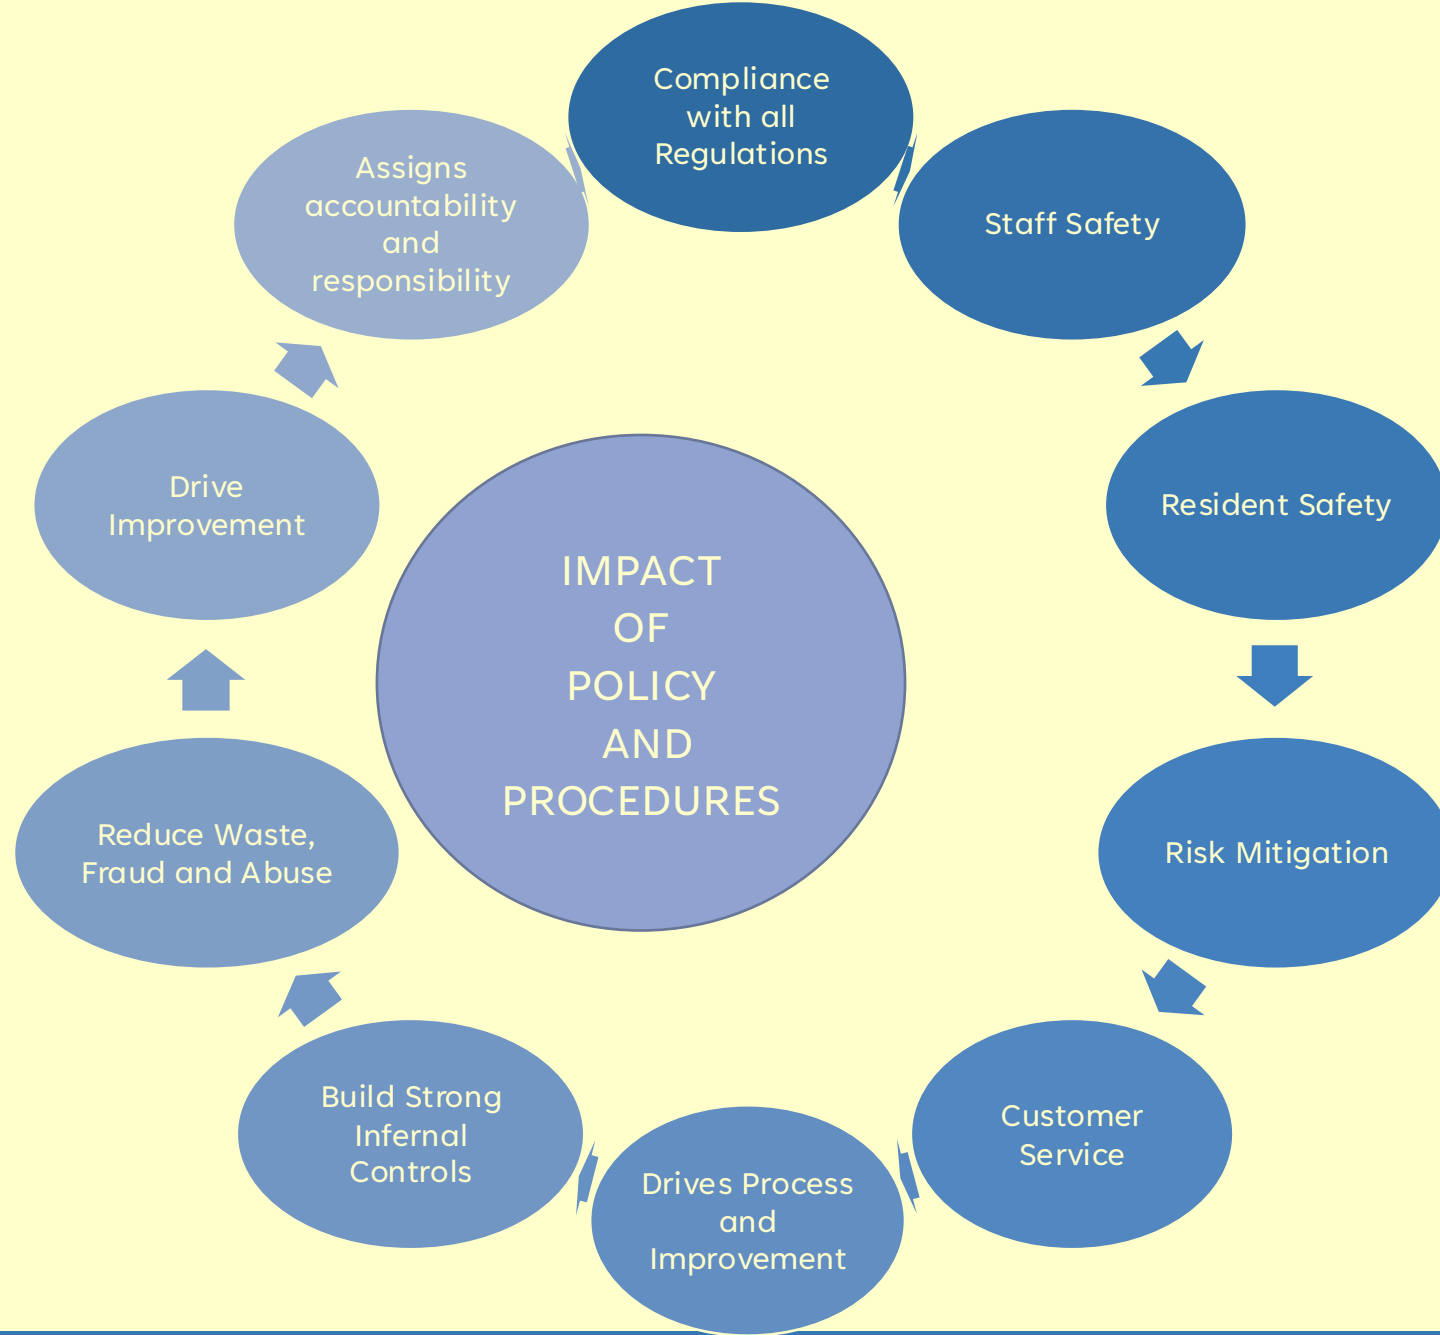 Compliance
with all
Regulations
Staff Safety
Resident Safety
Risk Mitigation
Customer
Service
Drives Process
and
Improvement
Build Strong
Infernal
Controls
Reduce Waste,
Fraud and Abuse
Drive
Improvement
Assigns
accountability
and
responsibility
IMPACT
OF
POLICY
AND
PROCEDURES